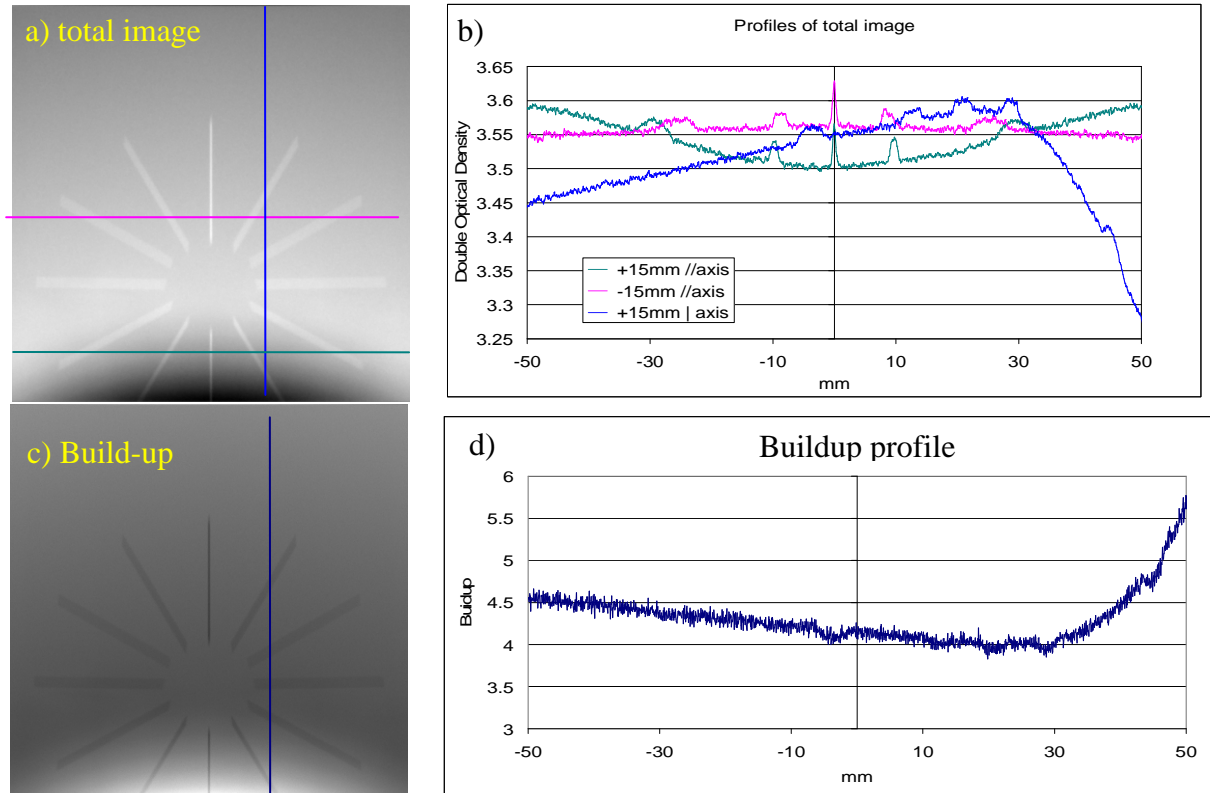 a) total image
b)
Profiles of total image
3.65
3.6
3.55
3.5
3.45
3.4
3.35
3.3
3.25
Double Optical Density
+15mm //axis
-15mm //axis
+15mm | axis
-50
-30
-10
10
30
50
mm
c) Build-up
d)
Buildup profile
6
5.5
5
4.5
4
3.5
3
Buidup
-50
-30
-10
10
30
50
mm